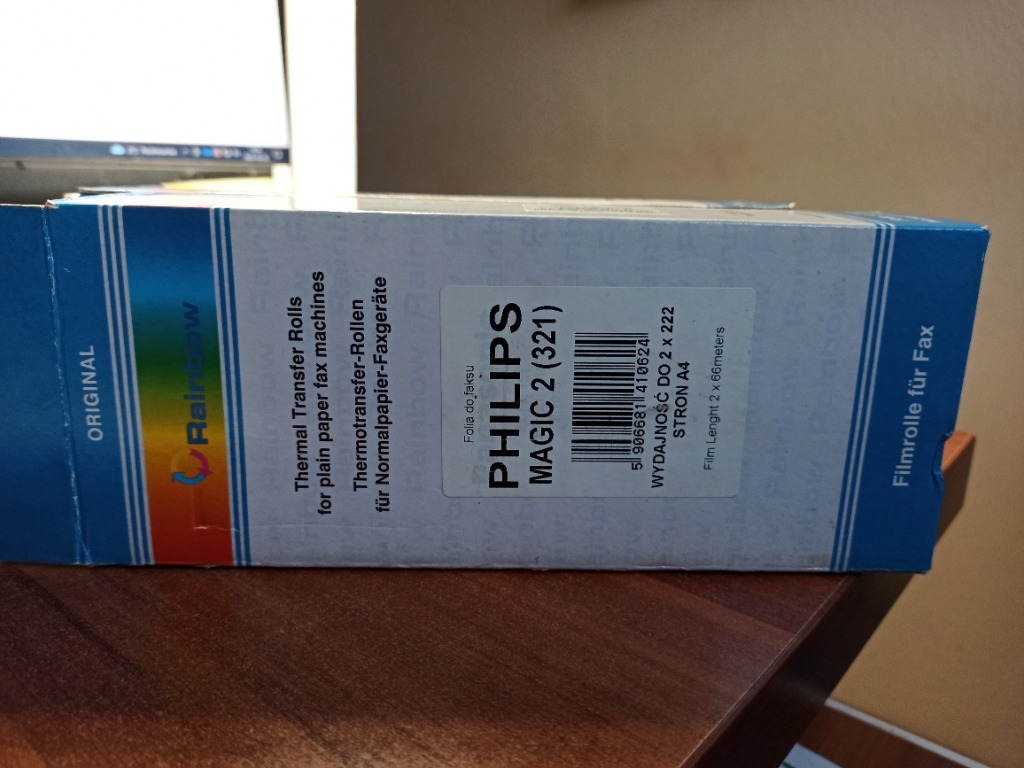 ORIGINAL
Rainbow
Thermal Transfer Rolls
for plain paper fax machines
Thermotransfer-Rollen
für Normalpapier-Faxgeräte
Folia do faksu
PHILIPS
MAGIC 2 (321)
5 906681 410624
WYDAJNOŚĆ DO 2 x 222
STRON A4
Film Lenght 2 x 66meters
Filmrolle für Fax